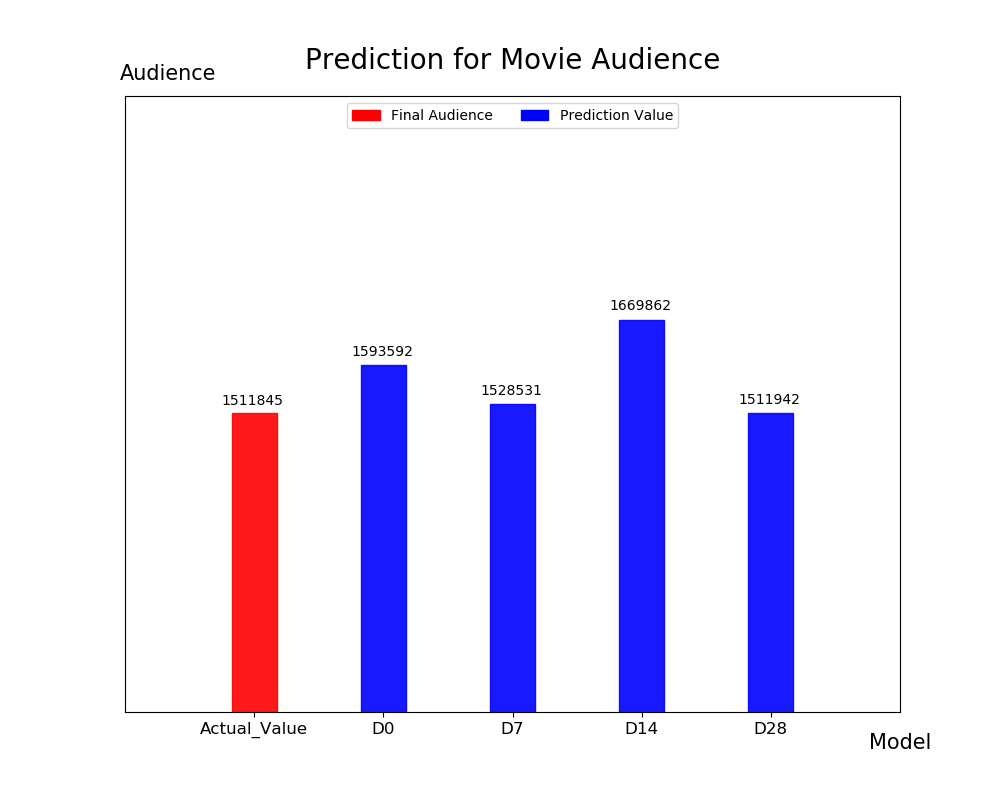 Prediction for Movie Audience
Audience
Final Audience
Prediction Value
1511845
1593592
1528531
1669862
1511942
Actual_Value
D0
D7
D14
D28
Model